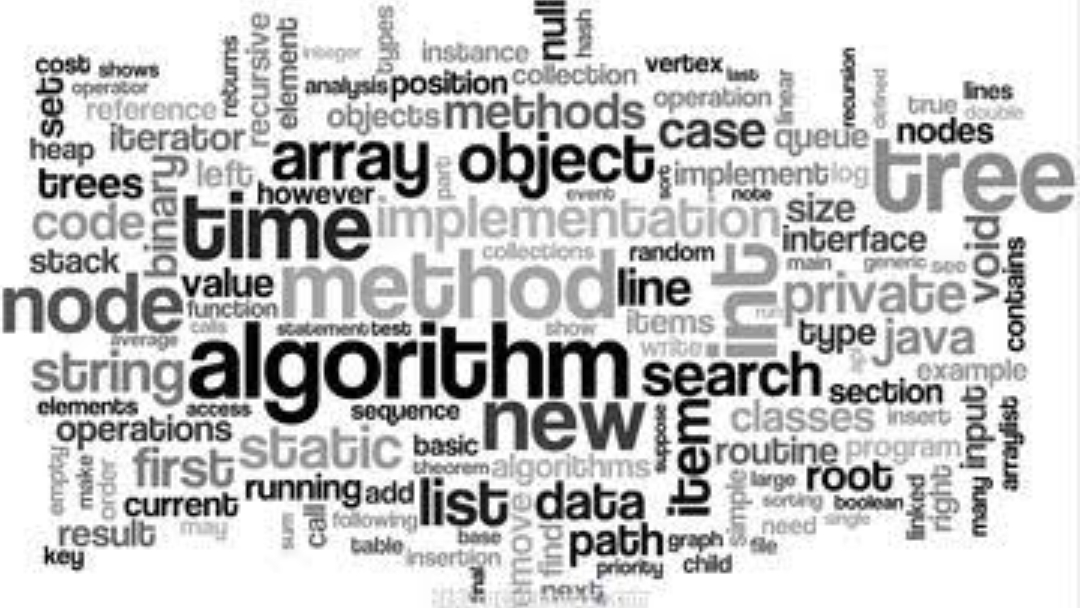 null
types
hash
recursive
element
integer
instance
returns
cost
shows
operator
analysis
position
collection
vertex
last
linear
recursion
defined
lines
set
reference
objects
methods
operation
true
double
iterator
case
queue
nodes
heap
array
object
trees
binary
left
part
sort
implement
log
tree
however
event
note
code
time
implementation
size
stack
collections
random
int
interface
void
contains
main
generic
see
node
value
method
line
private
function
run
calls
statement
test
show
items
type
java
average
write
string
algorithm
search
example
elements
access
sequence
new
section
operations
classes
insert
input
arraylist
suppose
item
static
basic
routine
program
empty
make
order
first
theorem
algorithms
large
root
current
running
add
list
data
simple
sorting
boolean
linked
right
many
result
may
sum
call
following
remove
find
need
single
key
table
base
path
graph
file
insertion
priority
child
final
next